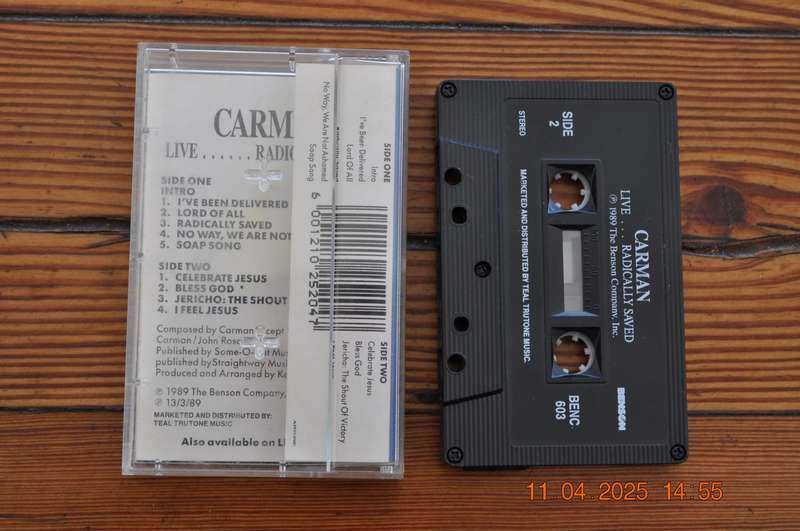 CARM
LIVE......RADIC
SIDE ONE
INTRO
1. I'VE BEEN DELIVERED
2. LORD OF ALL
3. RADICALLY SAVED
4. NO WAY, WE ARE NOT
5. SOAP SONG
SIDE TWO
1. CELEBRATE JESUS
2. BLESS GOD *
3. JERICHO: THE SHOUT
4. I FEEL JESUS
Composed by Carman
Carman/John
Published by
published by Straightway Mus
Produced and Arranged by Ke
℗ 1989 The Benson Company,
℗ 13/3/89
MARKETED AND DISTRIBUTED BY:
TEAL TRUTONE MUSIC.
Also available on L
SIDE ONE
Intro
I've Been Delivered
Lord Of All
No Way, We Are Not Ashamed
Soap Song
6 001210 252047
SIDE TWO
Celebrate Jesus
Bless God
Jericho: The Shout Of Victory
SIDE
2
STEREO
CARMAN
LIVE .... RADICALLY SAVED
℗ 1989 The Benson Company, Inc.
MARKETED AND DISTRIBUTED BY TEAL TRUTONE MUSIC.
BENSON
BENC
603
11.04.2025 14:55